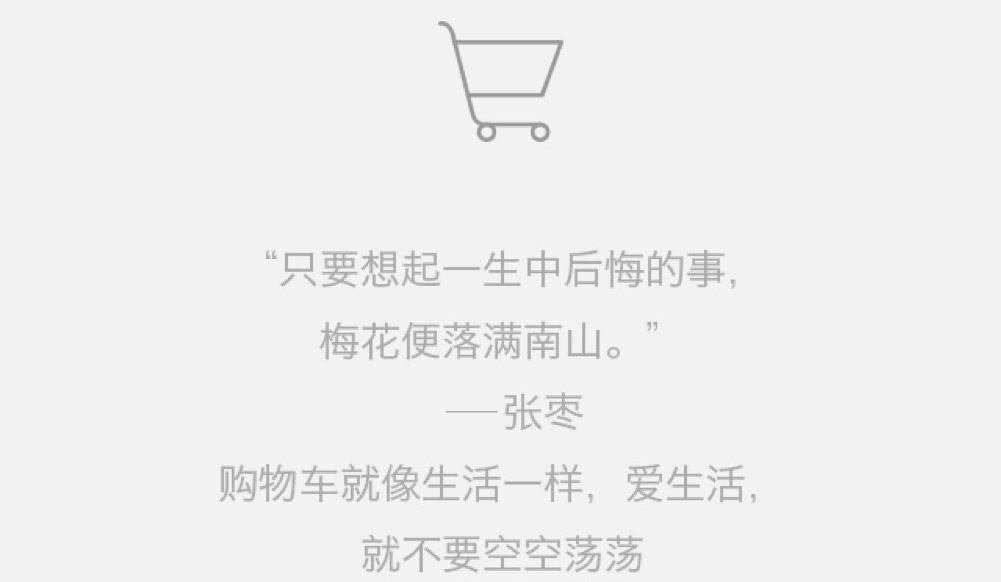 “只要想起一生中后悔的事,
梅花便落满南山。”
——张枣
购物车就像生活一样，爱生活,
就不要空空荡荡